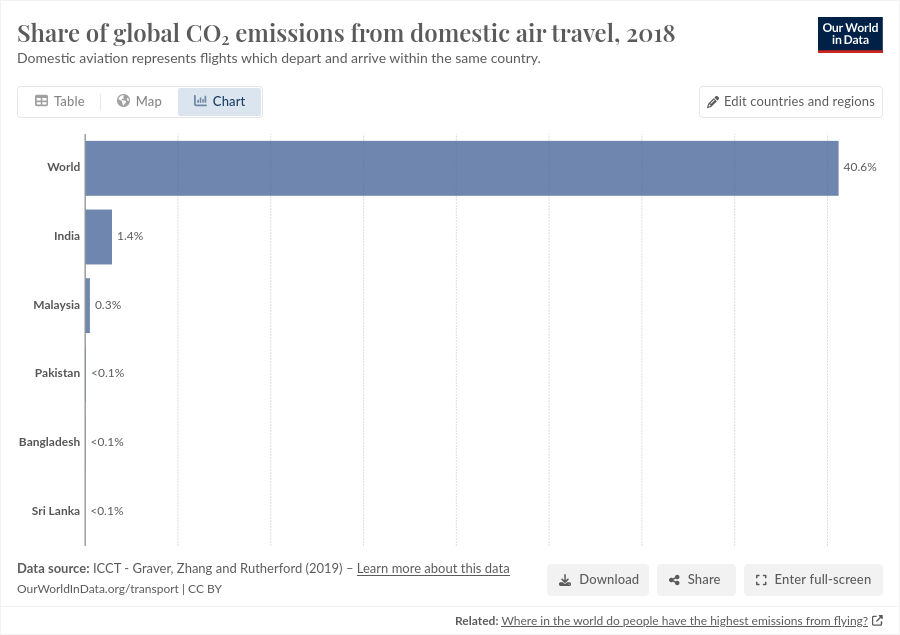 Share of global CO₂ emissions from domestic air travel, 2018
Domestic aviation represents flights which depart and arrive within the same country.
Our World
in Data
Table
Map
Chart
Edit countries and regions
World
40.6%
India
1.4%
Malaysia
0.3%
Pakistan
<0.1%
Bangladesh
<0.1%
Sri Lanka
<0.1%
Data source: ICCT - Graver, Zhang and Rutherford (2019) – Learn more about this data
OurWorldInData.org/transport | CC BY
Download
Share
Enter full-screen
Related: Where in the world do people have the highest emissions from flying?